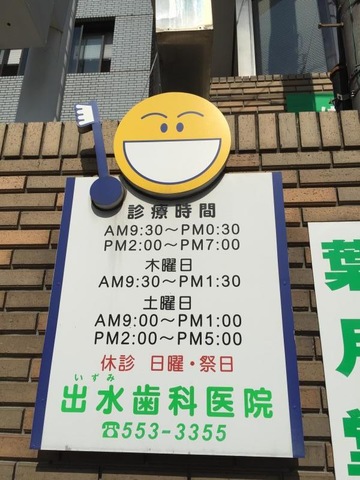 診療時間
AM9:30～PM0:30
PM2:00～PM7:00
木曜日
AM9:30～PM1:30
土曜日
AM9:00～PM1:00
PM2:00～PM5:00
休診 日曜・祭日
いずみ
出水歯科医院
☎553-3355
葉